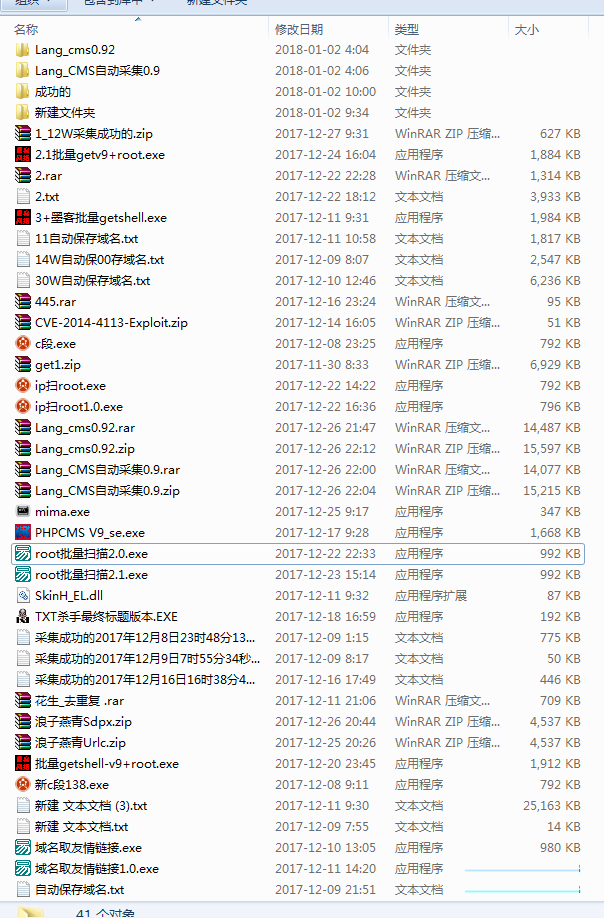 组织 包含到库中 新建文件夹
名称 修改日期 类型 大小
Lang_cms0.92 2018-01-02 4:04 文件夹
Lang_CMS自动采集0.9 2018-01-02 4:06 文件夹
成功的 2018-01-02 10:00 文件夹
新建文件夹 2018-01-02 9:34 文件夹
1_12W采集成功的.zip 2017-12-27 9:31 WinRAR ZIP 压缩... 627 KB
2.1批量getv9+root.exe 2017-12-24 16:04 应用程序 1,884 KB
2.rar 2017-12-22 22:28 WinRAR 压缩文... 1,314 KB
2.txt 2017-12-22 18:12 文本文档 3,933 KB
3+墨客批量getshell.exe 2017-12-11 9:31 应用程序 1,984 KB
11自动保存域名.txt 2017-12-11 10:58 文本文档 1,817 KB
14W自动保00存域名.txt 2017-12-09 8:07 文本文档 2,547 KB
30W自动保存域名.txt 2017-12-10 12:46 文本文档 6,236 KB
445.rar 2017-12-16 23:24 WinRAR 压缩文... 95 KB
CVE-2014-4113-Exploit.zip 2017-12-14 16:05 WinRAR ZIP 压缩... 51 KB
c段.exe 2017-12-08 23:25 应用程序 792 KB
get1.zip 2017-11-30 8:33 WinRAR ZIP 压缩... 6,929 KB
ip扫root.exe 2017-12-22 14:22 应用程序 792 KB
ip扫root1.0.exe 2017-12-22 16:36 应用程序 796 KB
Lang_cms0.92.rar 2017-12-26 21:47 WinRAR 压缩文... 14,487 KB
Lang_cms0.92.zip 2017-12-26 22:12 WinRAR ZIP 压缩... 15,597 KB
Lang_CMS自动采集0.9.rar 2017-12-26 22:00 WinRAR 压缩文... 14,077 KB
Lang_CMS自动采集0.9.zip 2017-12-26 22:04 WinRAR ZIP 压缩... 15,215 KB
mima.exe 2017-12-25 9:17 应用程序 347 KB
PHPCMS V9_se.exe 2017-12-17 9:28 应用程序 1,668 KB
root批量扫描2.0.exe 2017-12-22 22:33 应用程序 992 KB
root批量扫描2.1.exe 2017-12-23 15:14 应用程序 992 KB
SkinH_EL.dll 2017-12-11 9:32 应用程序扩展 87 KB
TXT杀手最终标题版本.EXE 2017-12-18 16:59 应用程序 192 KB
采集成功的2017年12月8日23时48分13... 2017-12-09 1:15 文本文档 775 KB
采集成功的2017年12月9日7时55分34秒... 2017-12-09 8:17 文本文档 50 KB
采集成功的2017年12月16日16时38分4... 2017-12-16 17:49 文本文档 446 KB
花生_去重复 .rar 2017-12-11 21:06 WinRAR 压缩文... 709 KB
浪子燕青Sdpx.zip 2017-12-26 20:44 WinRAR ZIP 压缩... 4,537 KB
浪子燕青Urlc.zip 2017-12-25 20:26 WinRAR ZIP 压缩... 4,537 KB
批量getshell-v9+root.exe 2017-12-20 23:45 应用程序 1,912 KB
新c段138.exe 2017-12-08 9:11 应用程序 792 KB
新建 文本文档 (3).txt 2017-12-11 9:30 文本文档 25,163 KB
新建 文本文档.txt 2017-12-09 7:55 文本文档 14 KB
域名取友情链接.exe 2017-12-10 13:05 应用程序 980 KB
域名取友情链接1.0.exe 2017-12-11 14:20 应用程序
自动保存域名.txt 2017-12-09 21:51 文本文档
41 个对象